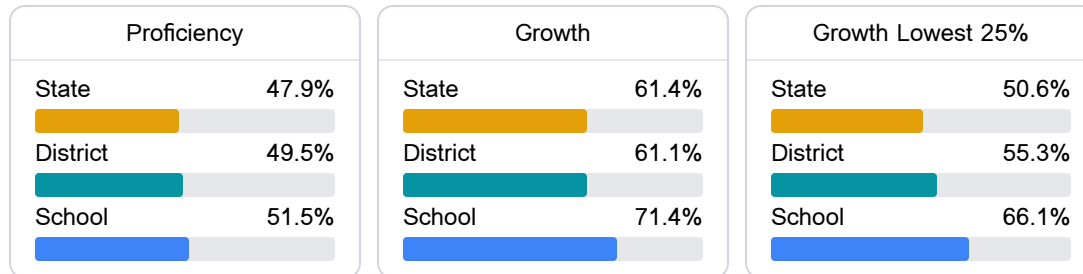 Proficiency
State 47.9%
District 49.5%
School 51.5%
Growth
State 61.4%
District 61.1%
School 71.4%
Growth Lowest 25%
State 50.6%
District 55.3%
School 66.1%